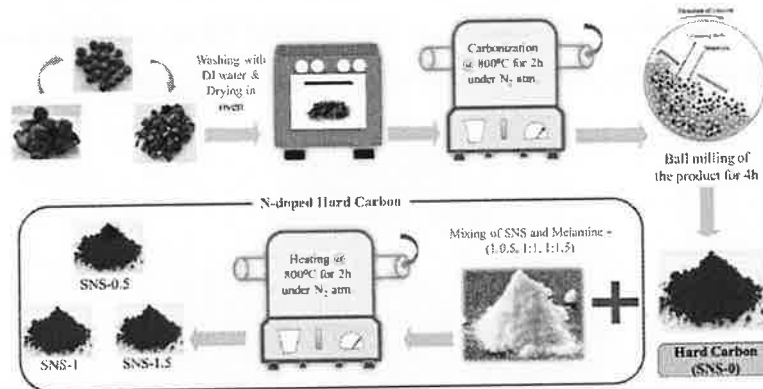 Washing with
DI water &
Drying in
oven
Carbonization
@ 800⁰C for 2h
under N₂ atm
Ball milling of
the product for 4h
N-doped Hard Carbon
SNS-0.5
SNS-1
SNS-1.5
Heating @
800⁰C for 2h
under N₂ atm
Mixing of SNS and Melamine -
(1:0.5, 1:1, 1:1.5)
Hard Carbon
(SNS-0)